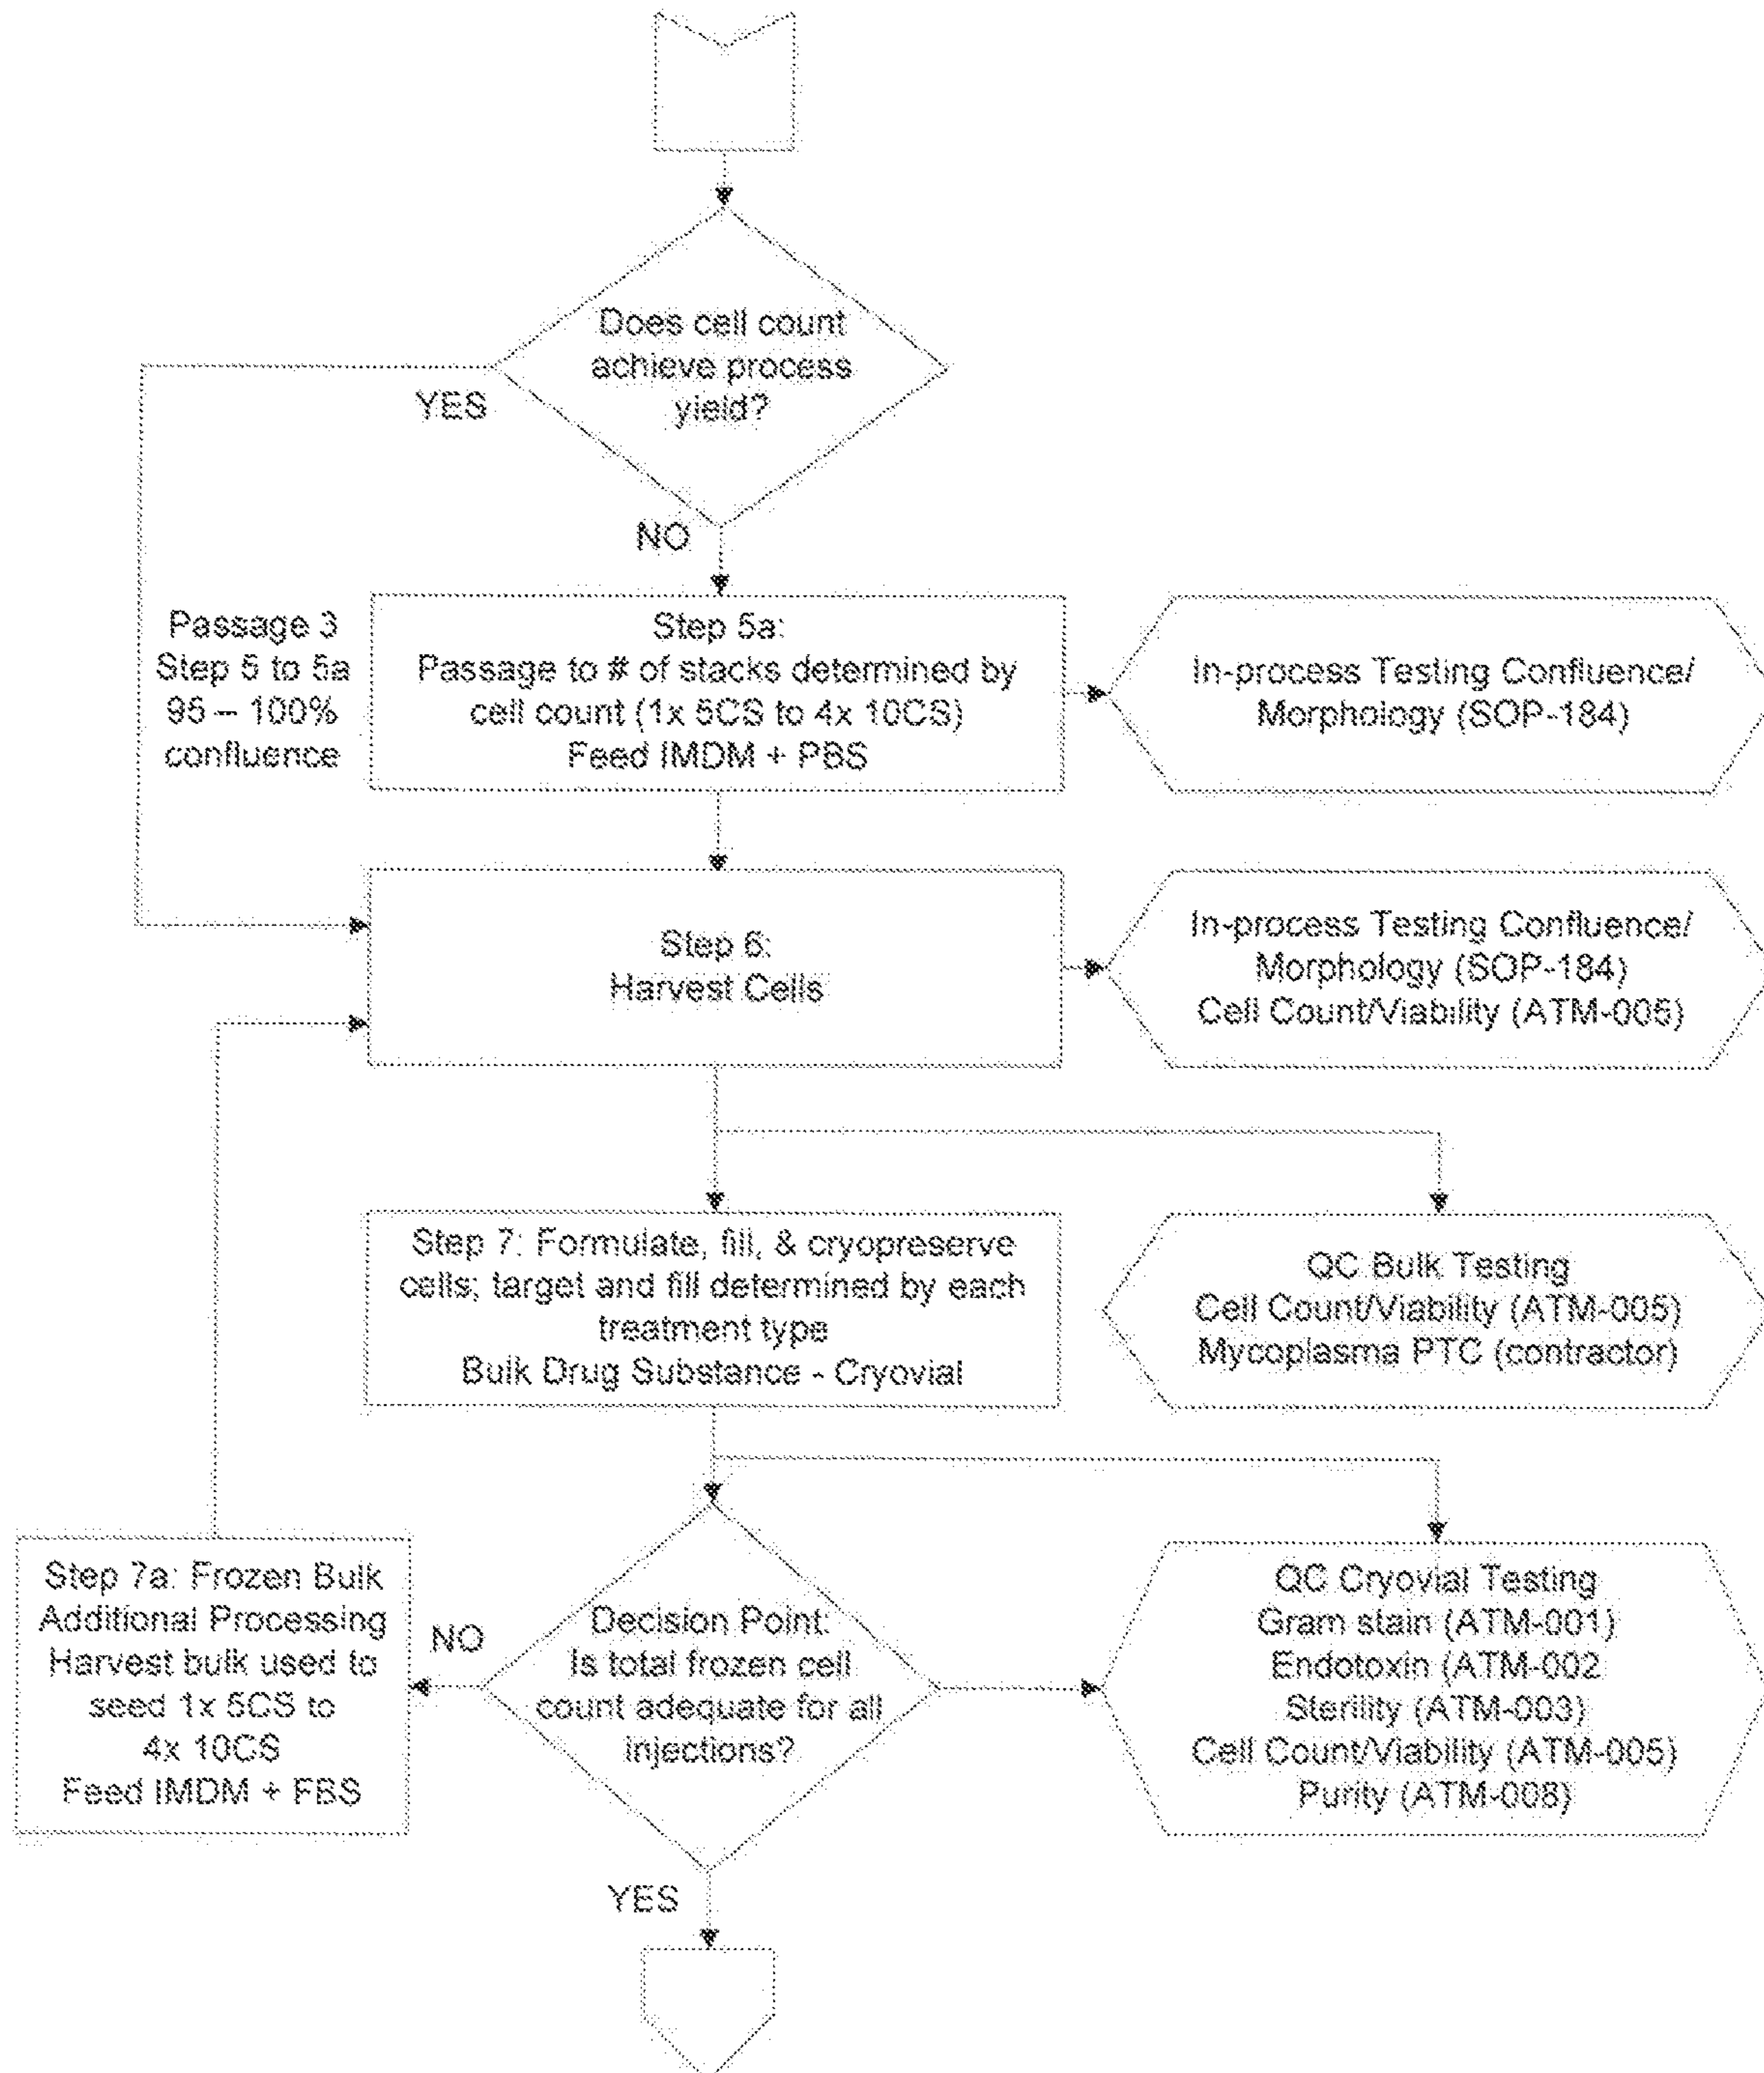 Does cell count
achieve process
yield?
YES
NO
Passage 3
Step 5 to 5a
95 – 100%
confluence
Step 5a:
Passage to # of stacks determined by
cell count (1x 5CS to 4x 10CS)
Feed IMDM + PBS
In-process Testing Confluence/
Morphology (SOP-184)
Step 6:
Harvest Cells
In-process Testing Confluence/
Morphology (SOP-184)
Cell Count/Viability (ATM-005)
Step 7: Formulate, fill, & cryopreserve
cells; target and fill determined by each
treatment type
Bulk Drug Substance - Cryovial
QC Bulk Testing
Cell Count/Viability (ATM-005)
Mycoplasma PTC (contractor)
Step 7a: Frozen Bulk
Additional Processing
Harvest bulk used to
seed 1x 5CS to
4x 10CS
Feed IMDM + FBS
NO
Decision Point:
Is total frozen cell
count adequate for all
injections?
QC Cryovial Testing
Gram stain (ATM-001)
Endotoxin (ATM-002
Sterility (ATM-003)
Cell Count/Viability (ATM-005)
Purity (ATM-008)
YES